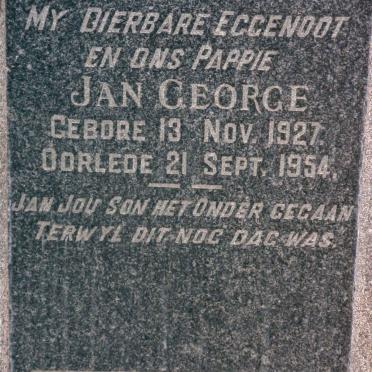 MY DIERBARE EGGENOOT
EN ONS PAPPIE
JAN GEORGE
GEBORE 13 NOV. 1927.
OORLEDE 21 SEPT. 1954.
JAN JOU SON HET ONDER GEGAAN
TERWYL DIT NOG DAG WAS.